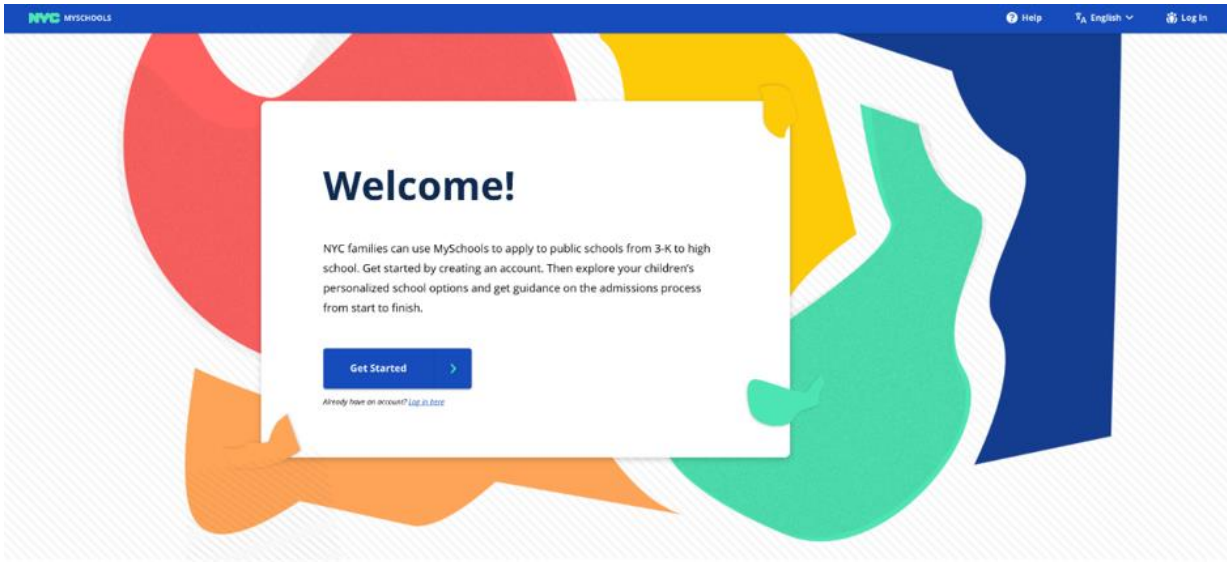 NYC MYSCHOOLS
Help
English
Log In
Welcome!
NYC families can use MySchools to apply to public schools from 3-K to high
school. Get started by creating an account. Then explore your children's
personalized school options and get guidance on the admissions process
from start to finish.
Get Started
Already have an account? Log in here